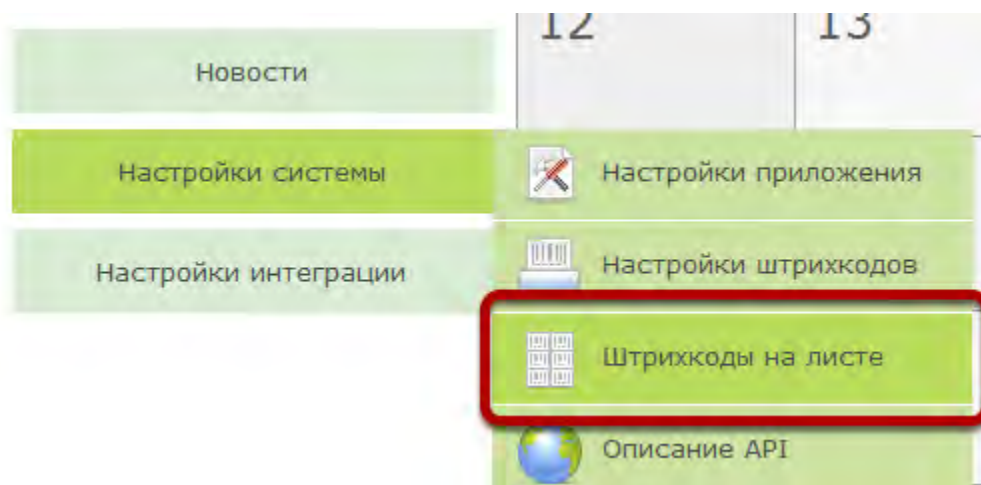 12 13
Новости
Настройки системы
Настройки приложения
Настройки интеграции
Настройки штрихкодов
Штрихкоды на листе
Описание API